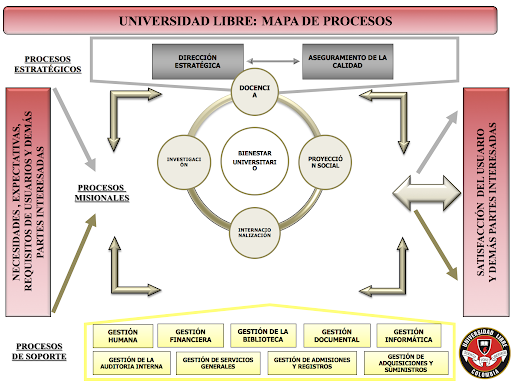 UNIVERSIDAD LIBRE: MAPA DE PROCESOS
PROCESOS
ESTRATÉGICOS
DIRECCIÓN
ESTRATÉGICA
ASEGURAMIENTO DE LA
CALIDAD
NECESIDADES, EXPECTATIVAS,
REQUISITOS DE USUARIOS Y DEMÁS
PARTES INTERESADAS
DOCENCI
A
INVESTIGACI
ÓN
BIENESTAR
UNIVERSITARI
O
PROYECCIÓ
N SOCIAL
INTERNACIO
NALIZACIÓN
PROCESOS
MISIONALES
SATISFACCIÓN DEL USUARIO
Y DEMÁS PARTES INTERESADAS
PROCESOS
DE SOPORTE
GESTIÓN
HUMANA
GESTIÓN
FINANCIERA
GESTIÓN DE LA
BIBLIOTECA
GESTIÓN
DOCUMENTAL
GESTIÓN
INFORMÁTICA
GESTIÓN DE LA
AUDITORIA INTERNA
GESTIÓN DE SERVICIOS
GENERALES
GESTIÓN DE ADMISIONES
Y REGISTROS
GESTIÓN DE
ADQUISICIONES Y
SUMINISTROS
UNIVERSIDAD LIBRE
COLOMBIA